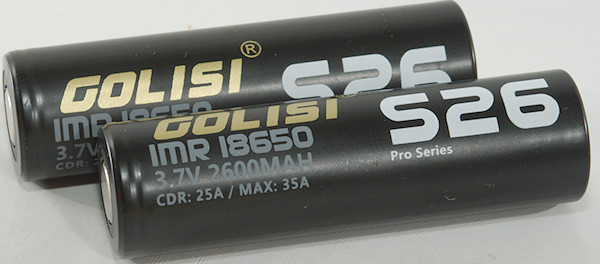 GOLISI®
S26
IMR 18650
3.7V
CDR: 2
GOLISI
S26
Pro Series
IMR 18650
3.7V 2600MAH
CDR: 25A / MAX: 35A